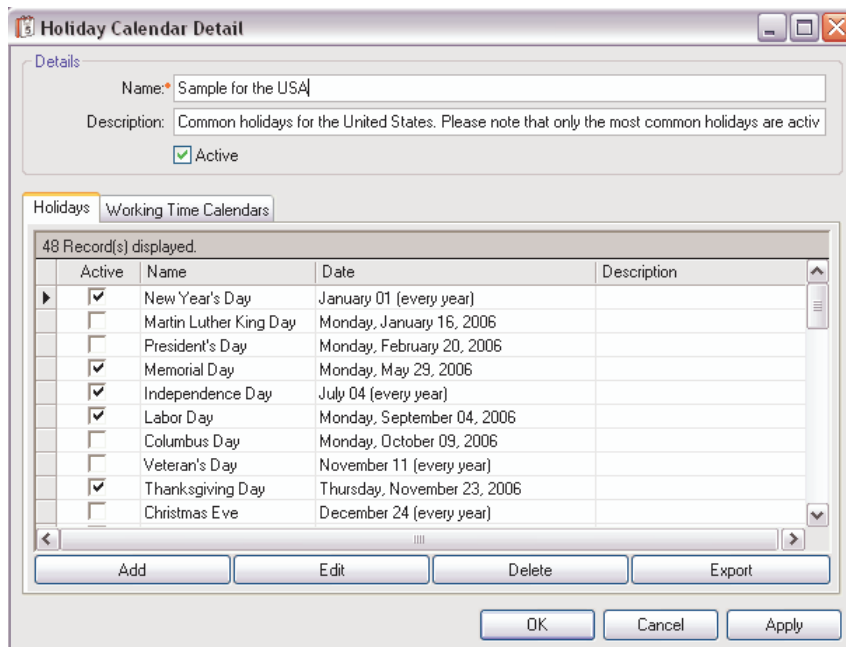 Holiday Calendar Detail
Details
Name:* Sample for the USA
Description: Common holidays for the United States. Please note that only the most common holidays are activ
Active
Holidays Working Time Calendars
48 Record(s) displayed.
Active Name Date Description
New Year's Day January 01 (every year)
Martin Luther King Day Monday, January 16, 2006
President's Day Monday, February 20, 2006
Memorial Day Monday, May 29, 2006
Independence Day July 04 (every year)
Labor Day Monday, September 04, 2006
Columbus Day Monday, October 09, 2006
Veteran's Day November 11 (every year)
Thanksgiving Day Thursday, November 23, 2006
Christmas Eve December 24 (every year)
Add Edit Delete Export
OK Cancel Apply